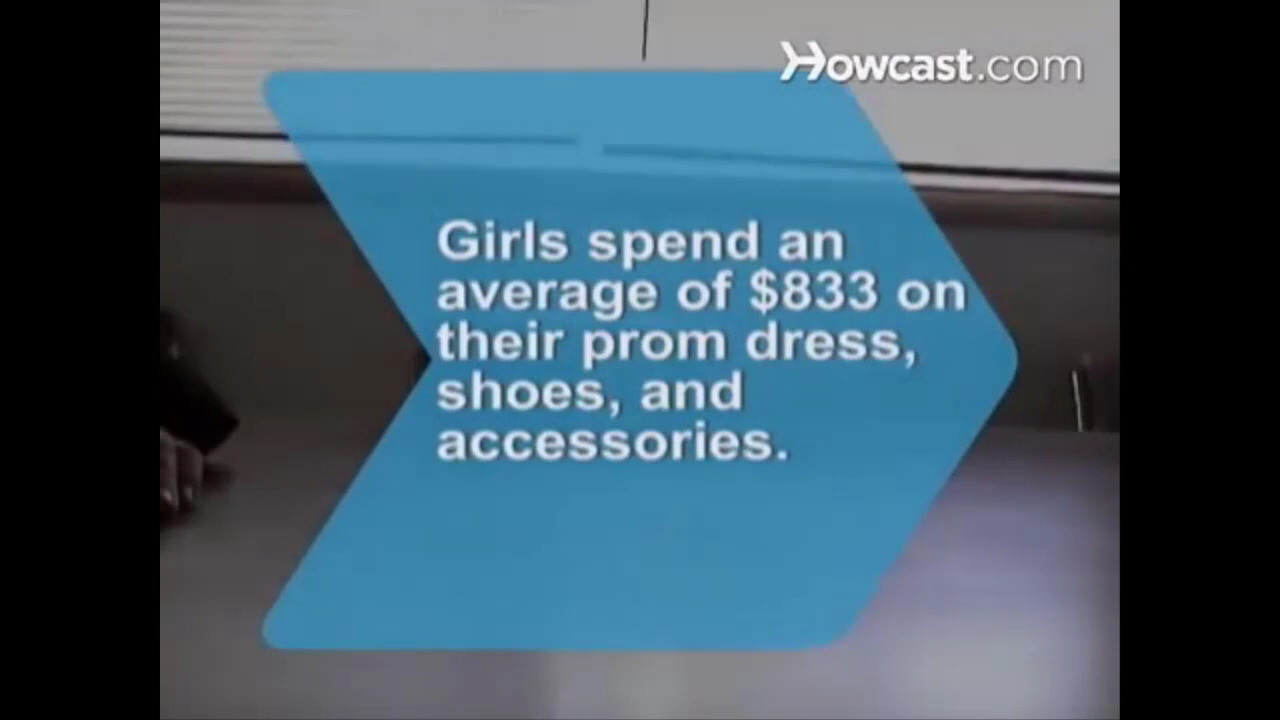 Howcast.com
Girls spend an
average of $833 on
their prom dress,
shoes, and
accessories.